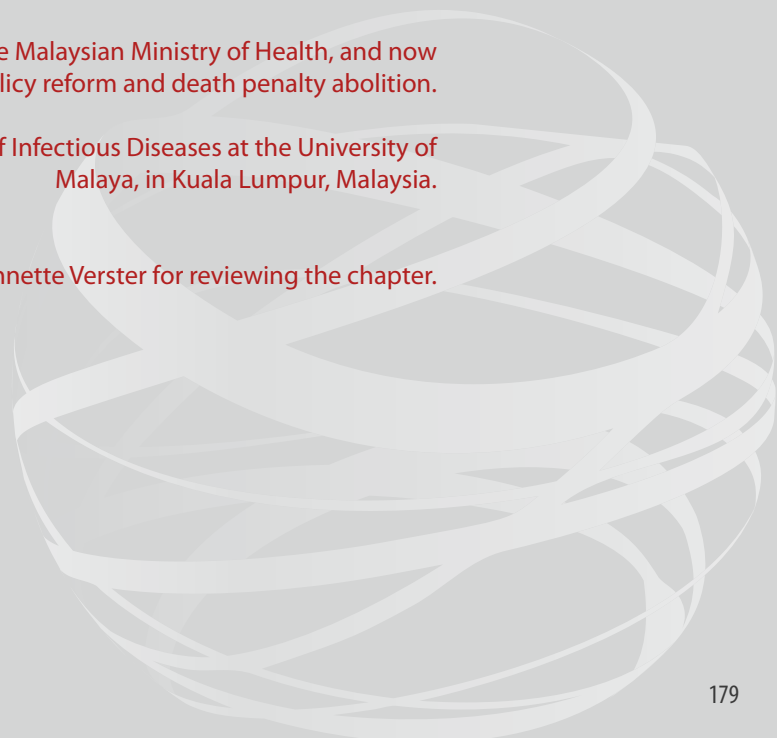 e Malaysian Ministry of Health, and now
licy reform and death penalty abolition.
f Infectious Diseases at the University of
Malaya, in Kuala Lumpur, Malaysia.
nnette Verster for reviewing the chapter.
179